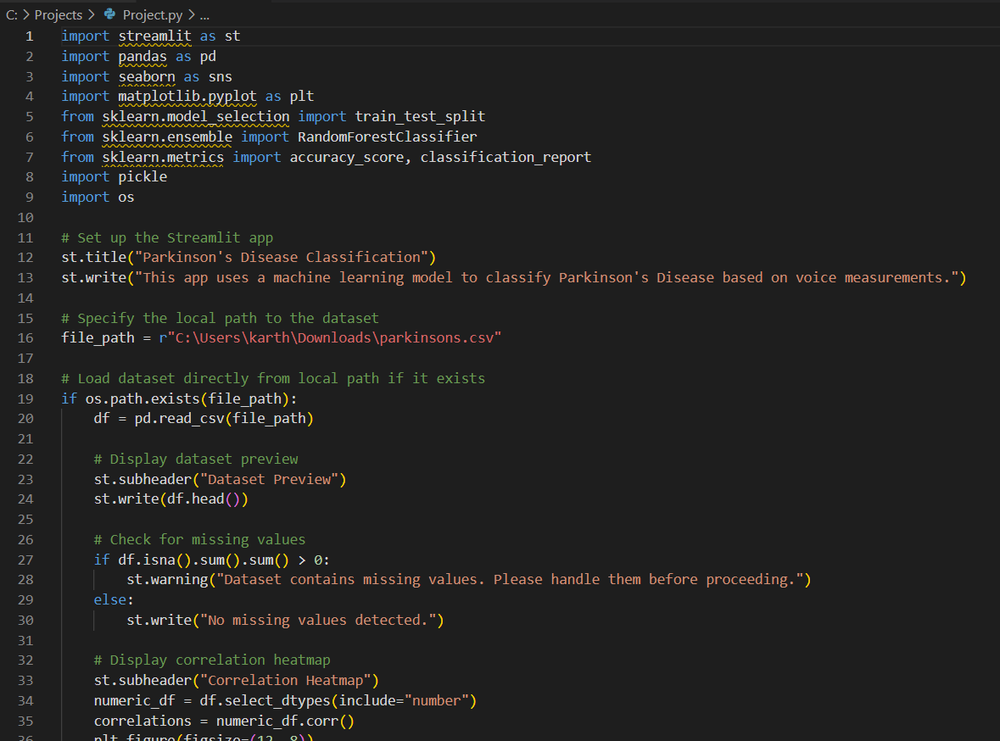 C: > Projects > Project.py > ...
1 import streamlit as st
2 import pandas as pd
3 import seaborn as sns
4 import matplotlib.pyplot as plt
5 from sklearn.model_selection import train_test_split
6 from sklearn.ensemble import RandomForestClassifier
7 from sklearn.metrics import accuracy_score, classification_report
8 import pickle
9 import os
10
11 # Set up the Streamlit app
12 st.title("Parkinson's Disease Classification")
13 st.write("This app uses a machine learning model to classify Parkinson's Disease based on voice measurements.")
14
15 # Specify the local path to the dataset
16 file_path = r"C:\Users\karth\Downloads\parkinsons.csv"
17
18 # Load dataset directly from local path if it exists
19 if os.path.exists(file_path):
20     df = pd.read_csv(file_path)
21
22     # Display dataset preview
23     st.subheader("Dataset Preview")
24     st.write(df.head())
25
26     # Check for missing values
27     if df.isna().sum().sum() > 0:
28         st.warning("Dataset contains missing values. Please handle them before proceeding.")
29     else:
30         st.write("No missing values detected.")
31
32     # Display correlation heatmap
33     st.subheader("Correlation Heatmap")
34     numeric_df = df.select_dtypes(include="number")
35     correlations = numeric_df.corr()
36     plt.figure(figsize=(12, 8))